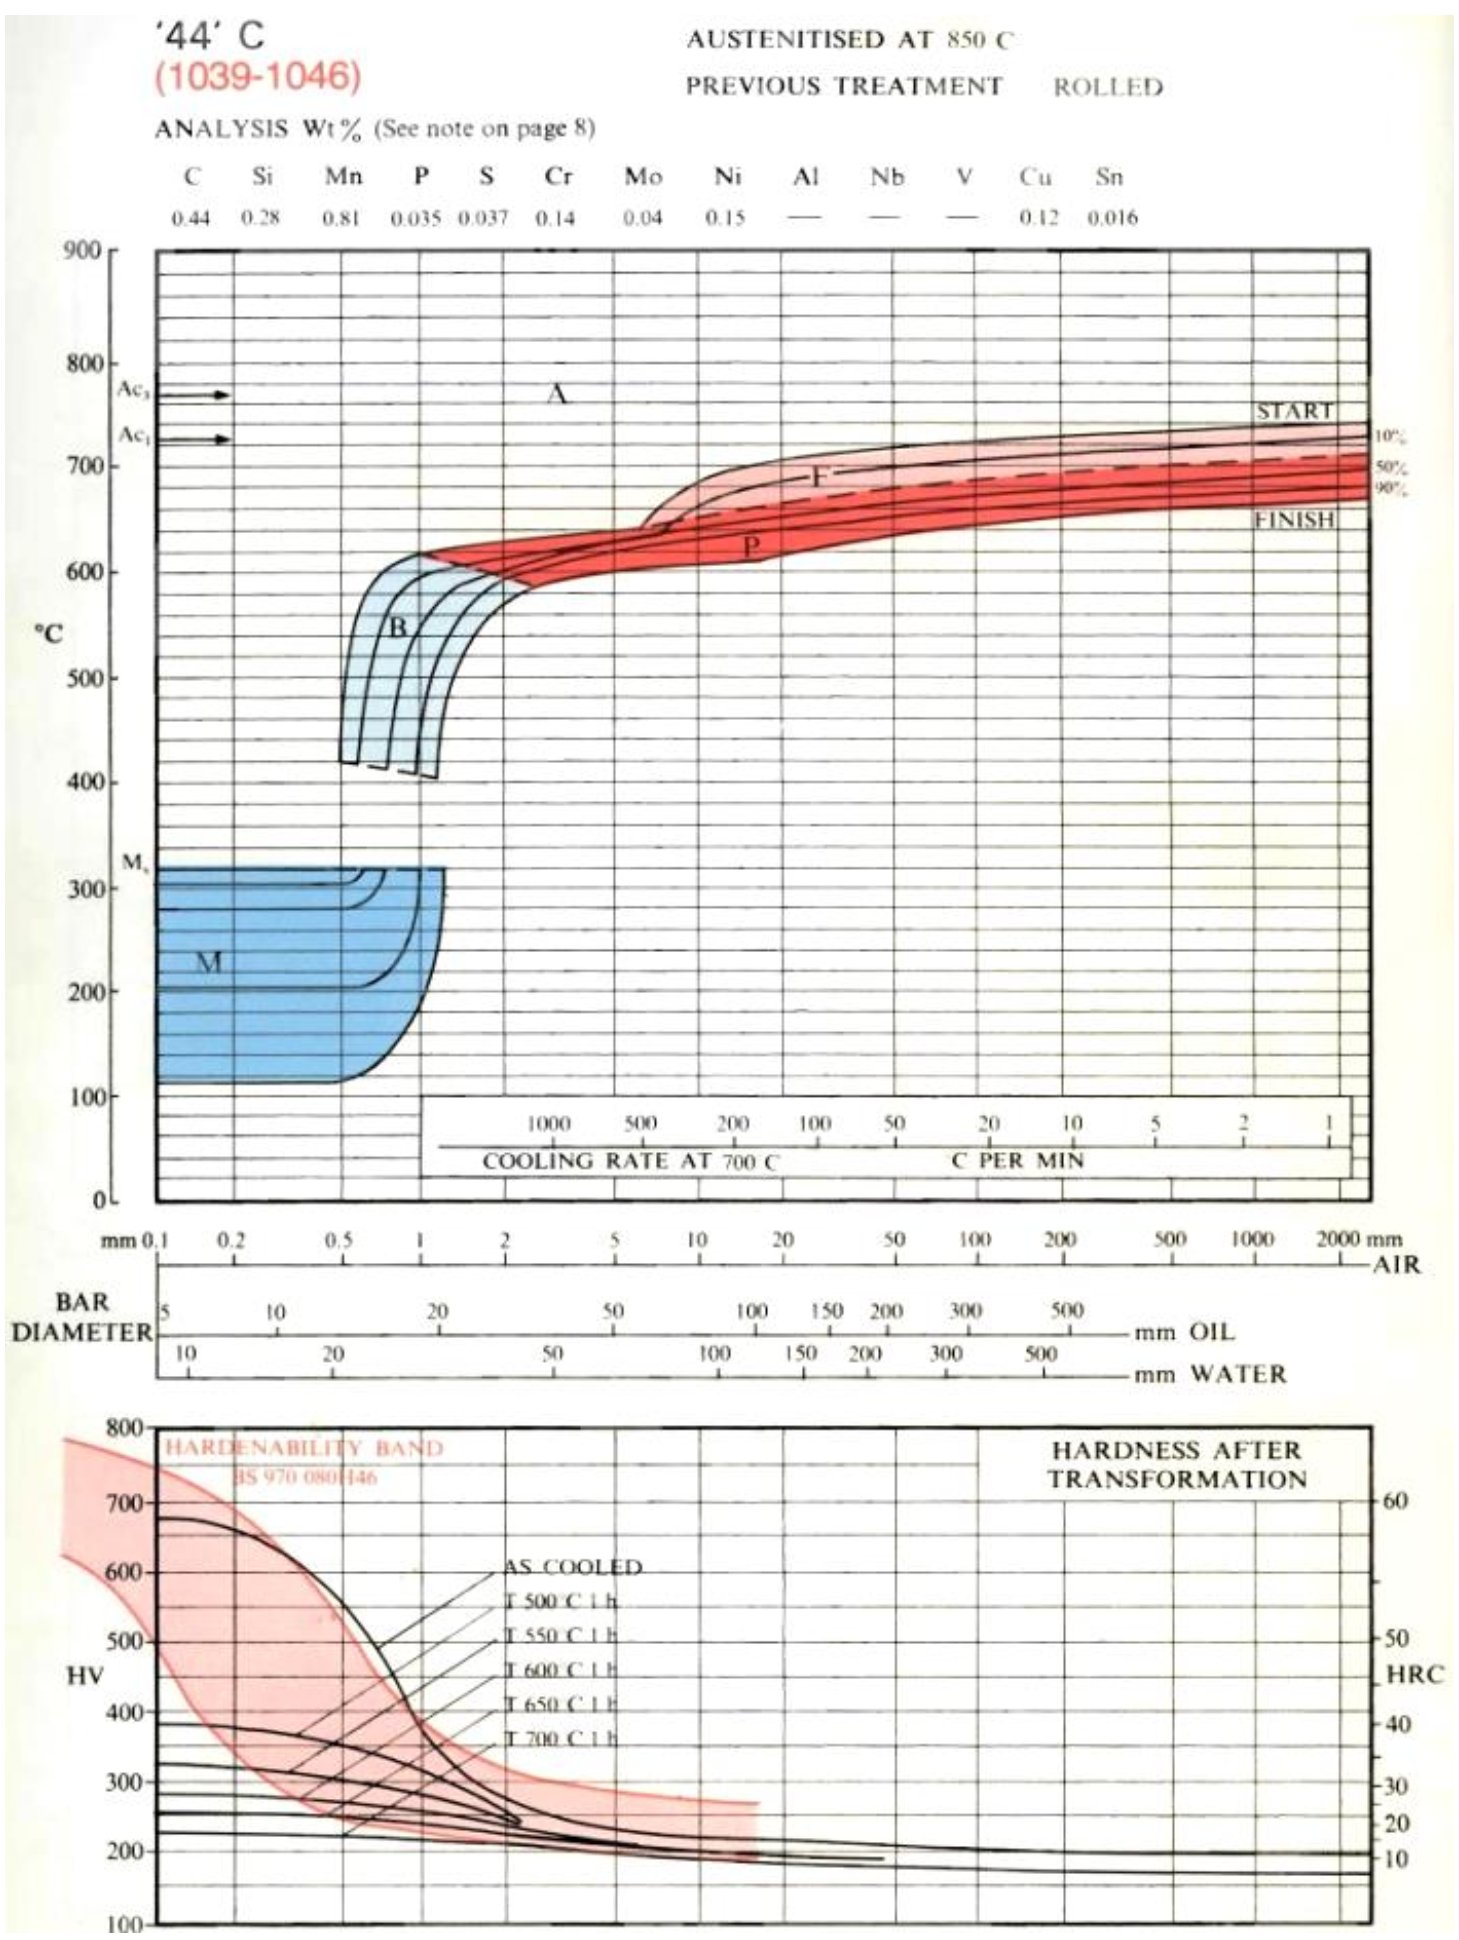 '44' C
(1039-1046)
AUSTENITISED AT 850 C
PREVIOUS TREATMENT ROLLED
ANALYSIS Wt% (See note on page 8)
C Si Mn P S Cr Mo Ni Al Nb V Cu Sn
0.44 0.28 0.81 0.035 0.037 0.14 0.04 0.15 — — — 0.12 0.016
900
800
Ac₃
A
START
Ac₁
10%
700
50%
F
90%
FINISH
P
600
B
°C
500
400
Mₛ
300
M
200
100
1000 500 200 100 50 20 10 5 2 1
COOLING RATE AT 700 C C PER MIN
0
mm 0.1 0.2 0.5 1 2 5 10 20 50 100 200 500 1000 2000 mm
AIR
BAR
DIAMETER
5 10 20 50 100 150 200 300 500
mm OIL
10 20 50 100 150 200 300 500
mm WATER
800
HARDENABILITY BAND
BS 970 080H46
HARDNESS AFTER
TRANSFORMATION
700 60
600
AS COOLED
T 500 C 1 h
T 550 C 1 h
500 50
HV
T 600 C 1 h
HRC
T 650 C 1 h
400 40
T 700 C 1 h
300 30
20
200 10
100